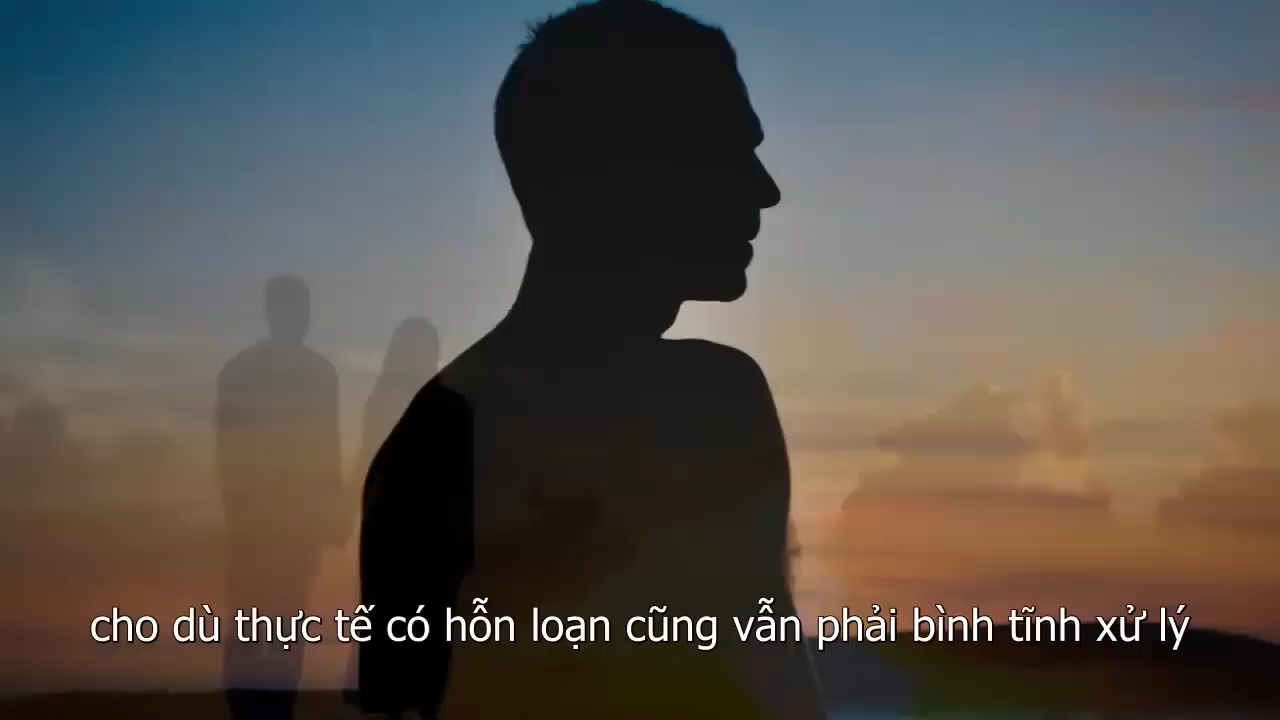 cho dù thực tế có hỗn loạn cũng vẫn phải bình tĩnh xử lý